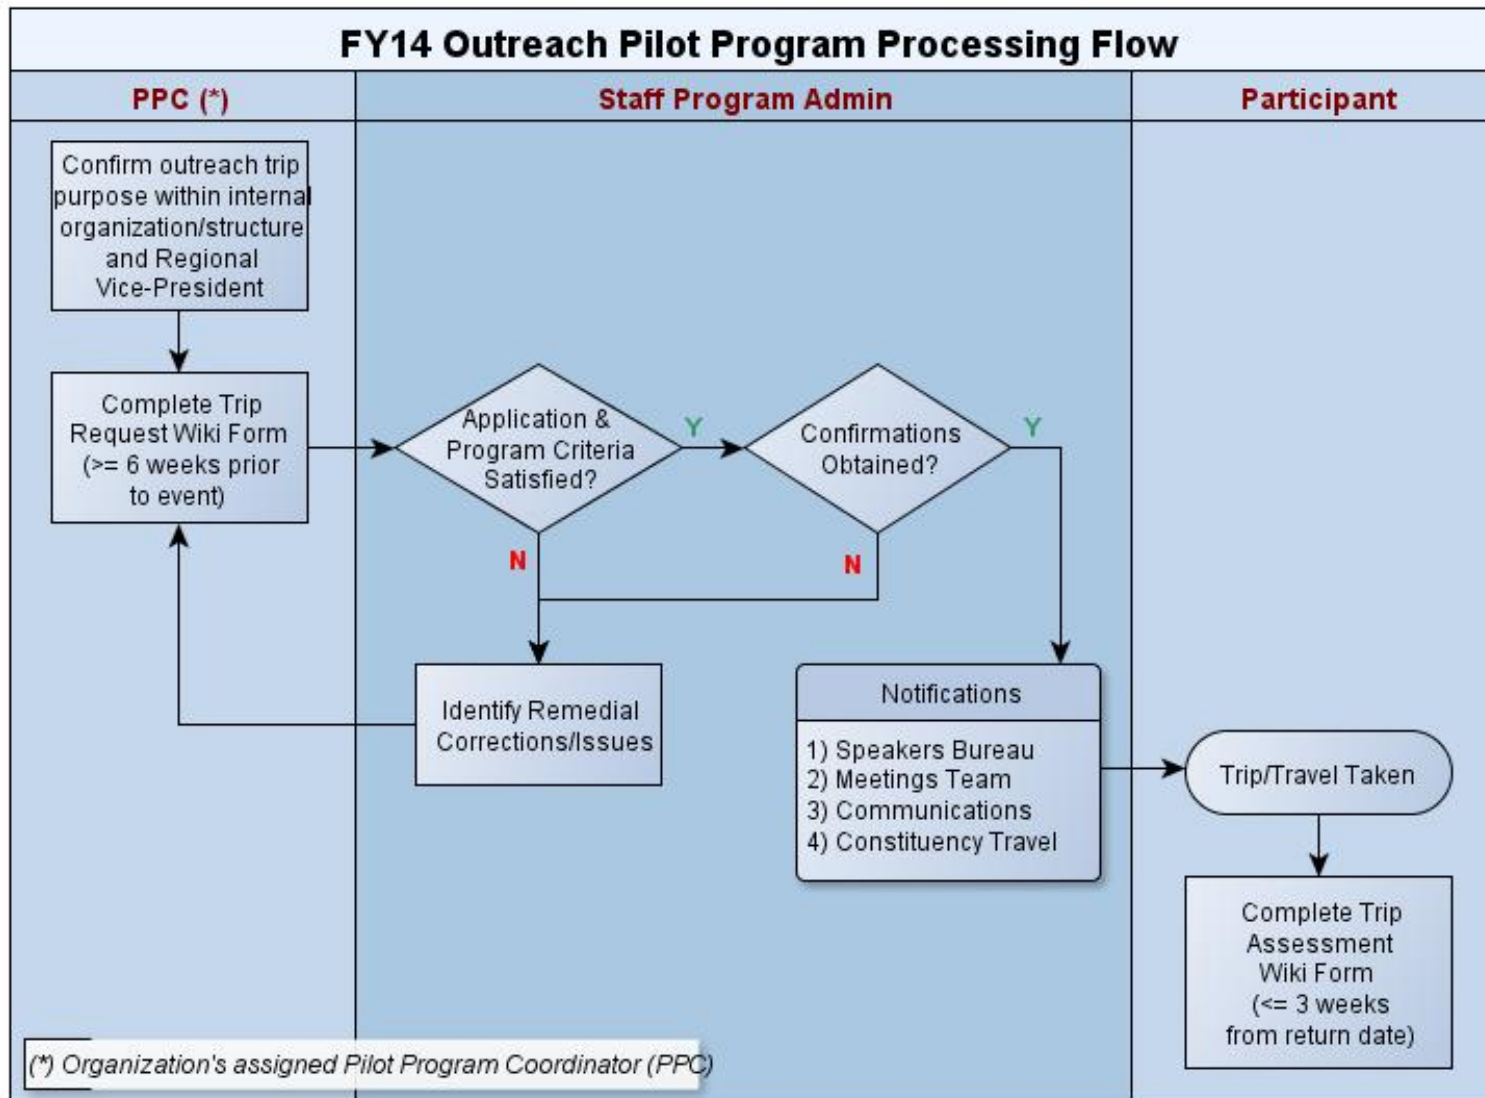 FY14 Outreach Pilot Program Processing Flow
PPC (*)
Staff Program Admin
Participant
Confirm outreach trip
purpose within internal
organization/structure
and Regional
Vice-President
Complete Trip
Request Wiki Form
(>= 6 weeks prior
to event)
Application &
Program Criteria
Satisfied?
Y
N
Confirmations
Obtained?
Y
N
Identify Remedial
Corrections/Issues
Notifications
1) Speakers Bureau
2) Meetings Team
3) Communications
4) Constituency Travel
Trip/Travel Taken
Complete Trip
Assessment
Wiki Form
(<= 3 weeks
from return date)
(*) Organization's assigned Pilot Program Coordinator (PPC)